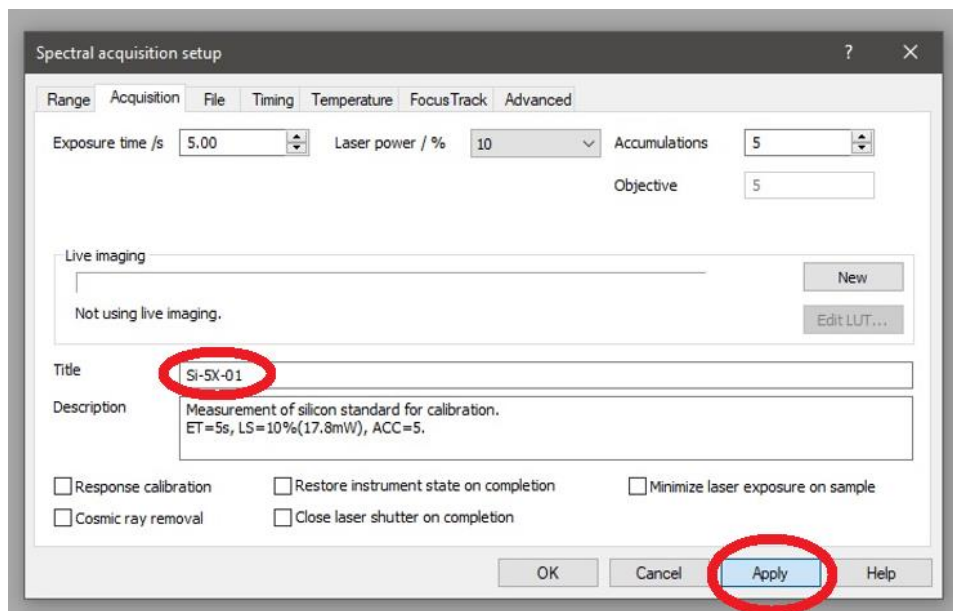 Spectral acquisition setup ? ×
Range Acquisition File Timing Temperature FocusTrack Advanced
Exposure time /s 5.00 Laser power / % 10 Accumulations 5
Objective 5
Live imaging
New
Not using live imaging.
Edit LUT...
Title Si-5X-01
Description Measurement of silicon standard for calibration.
ET=5s, LS=10%(17.8mW), ACC=5.
Response calibration Restore instrument state on completion Minimize laser exposure on sample
Cosmic ray removal Close laser shutter on completion
OK Cancel Apply Help